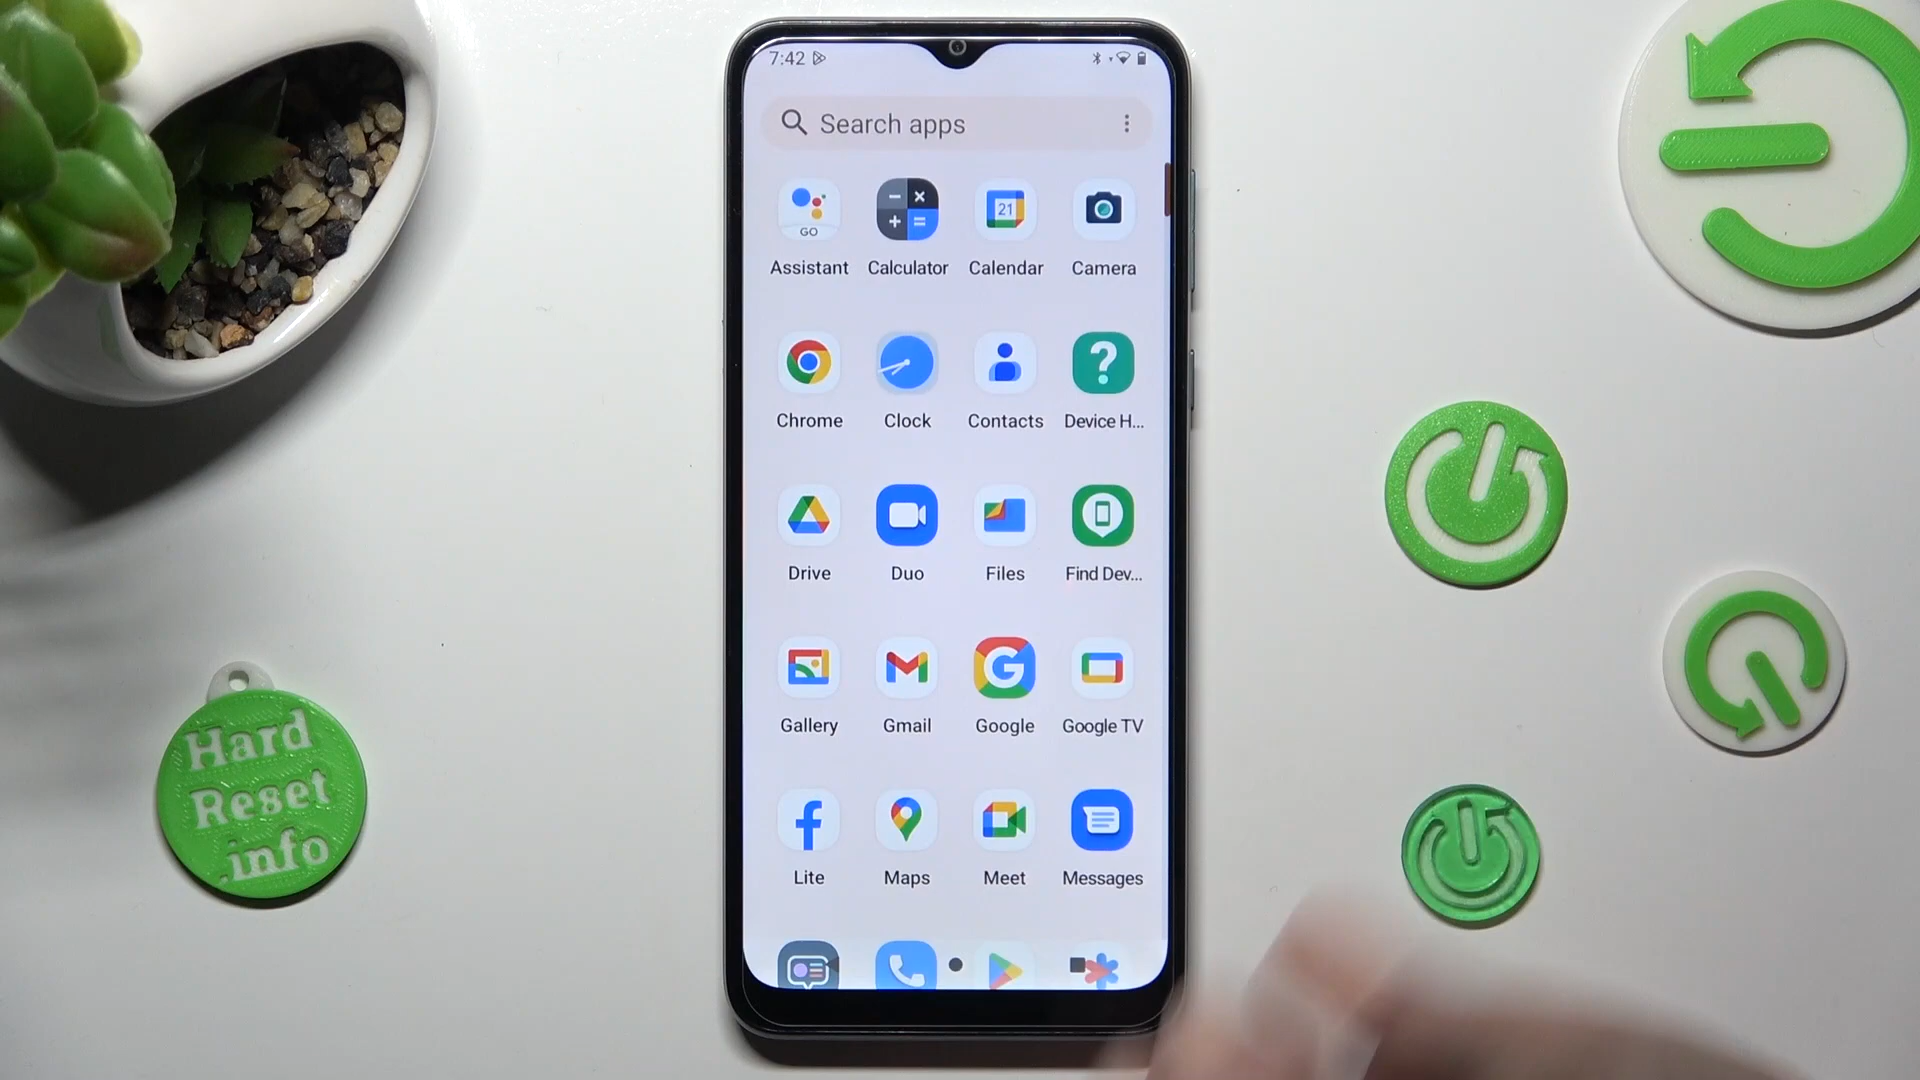 7:42
Search apps
GO
21
Assistant Calculator Calendar Camera
Chrome Clock Contacts Device H...
Drive Duo Files Find Dev...
Gallery Gmail Google Google TV
Lite Maps Meet Messages
Hard
Reset
.info